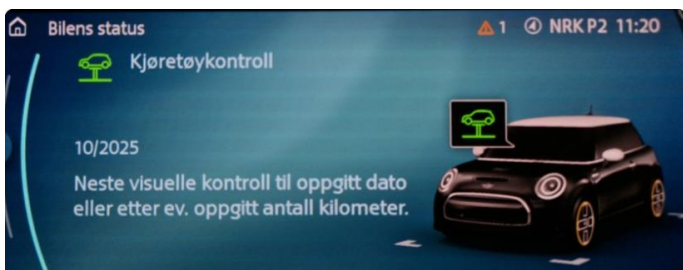 Bilens status
1 NRK P2 11:20
Kjøretøykontroll
10/2025
Neste visuelle kontroll til oppgitt dato
eller etter ev. oppgitt antall kilometer.